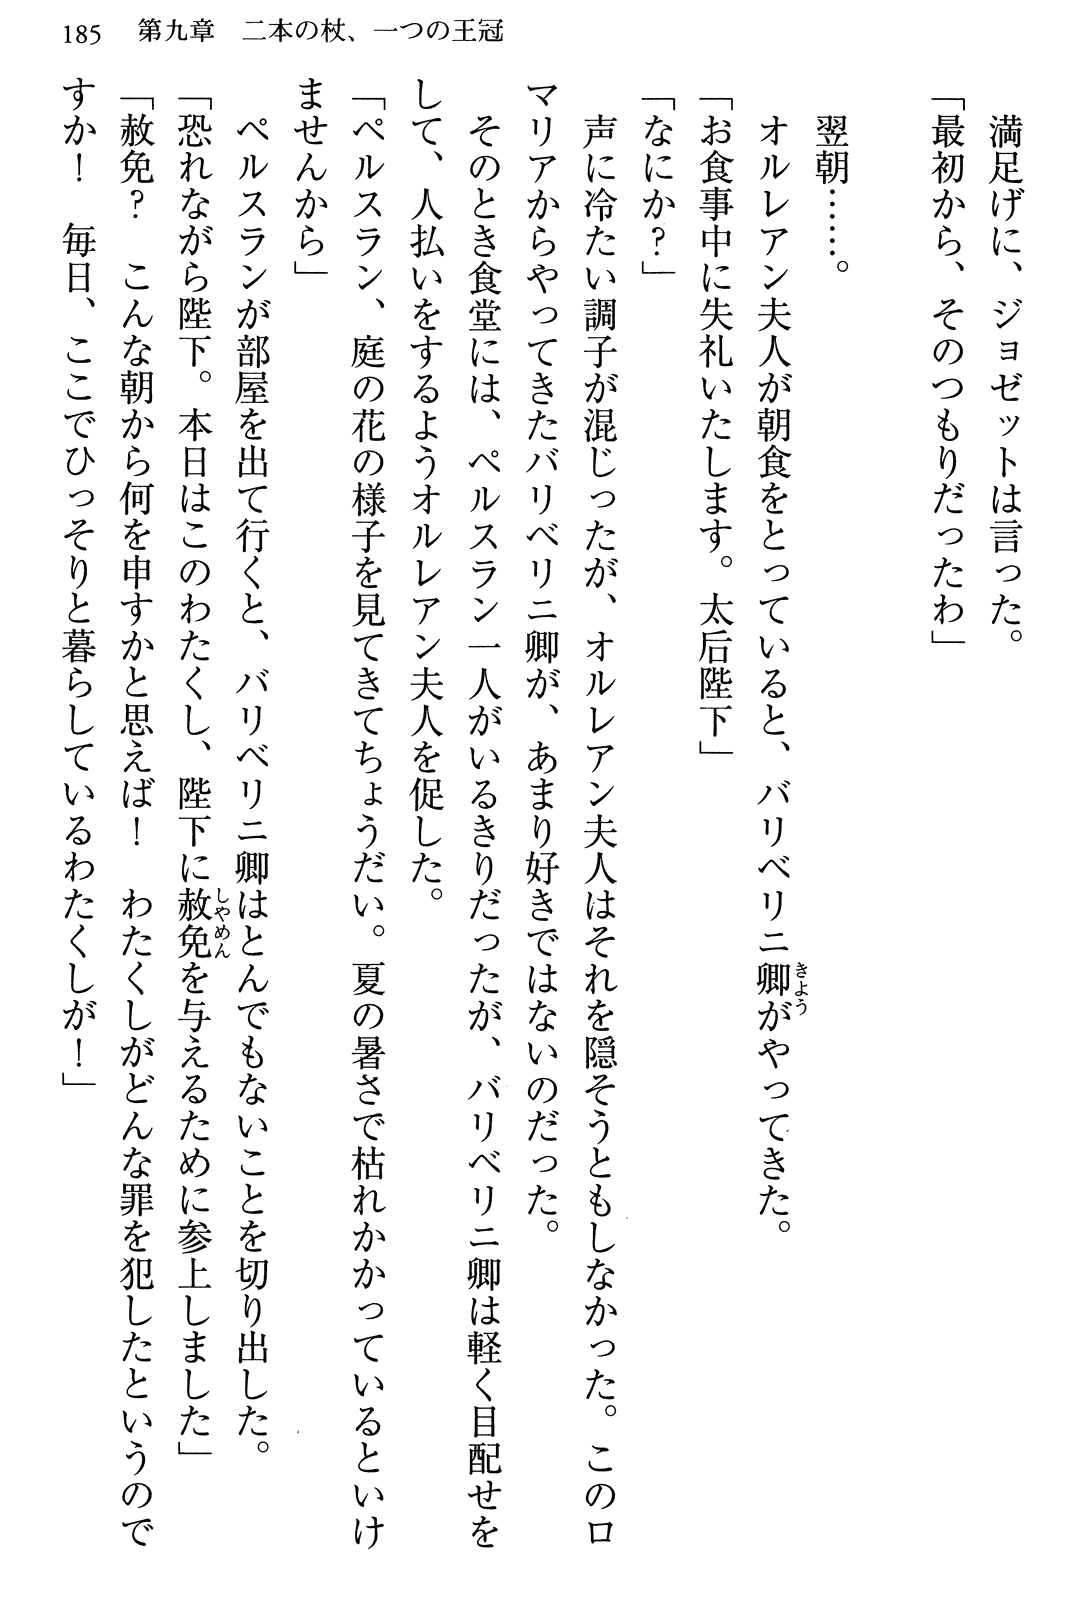 185　第九章　二本の杖、一つの王冠
満足げに、ジョゼットは言った。
「最初から、そのつもりだったわ」
翌朝……。
オルレアン夫人が朝食をとっていると、バリベリニ卿がやってきた。
きよう
「お食事中に失礼いたします。太后陛下」
「なにか？」
声に冷たい調子が混じったが、オルレアン夫人はそれを隠そうともしなかった。このロ
マリアからやってきたバリベリニ卿が、あまり好きではないのだった。
そのとき食堂には、ペルスラン一人がいるきりだったが、バリベリニ卿は軽く目配せを
して、人払いをするようオルレアン夫人を促した。
「ペルスラン、庭の花の様子を見てきてちょうだい。夏の暑さで枯れかかっているといけ
ませんから」
ペルスランが部屋を出て行くと、バリベリニ卿はとんでもないことを切り出した。
「恐れながら陛下。本日はこのわたくし、陛下に赦免を与えるために参上しました」
しやめん
「赦免？　こんな朝から何を申すかと思えば！　わたくしがどんな罪を犯したというので
すか！　毎日、ここでひっそりと暮らしているわたくしが！」